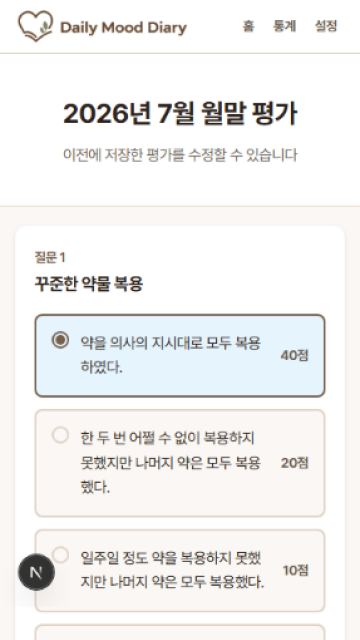 Daily Mood Diary
홈 통계 설정
2026년 7월 월말 평가
이전에 저장한 평가를 수정할 수 있습니다
질문 1
꾸준한 약물 복용
약을 의사의 지시대로 모두 복용
하였다.
40점
한 두 번 어쩔 수 없이 복용하지
못했지만 나머지 약은 모두 복용
했다.
20점
일주일 정도 약을 복용하지 못했
지만 나머지 약은 모두 복용했다.
10점
N